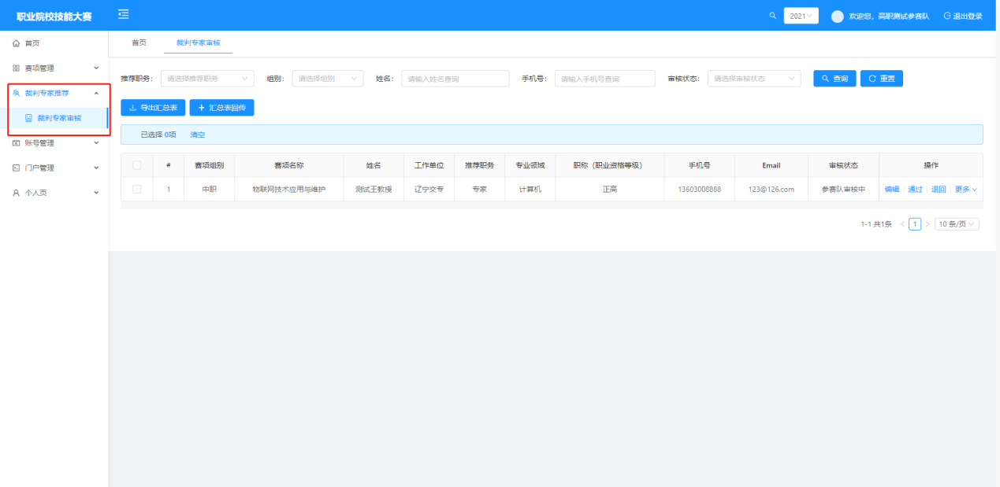 职业院校技能大赛
2021
欢迎您，高职测试参赛队
退出登录
首页
赛项管理
裁判专家推荐
裁判专家审核
账号管理
门户管理
个人页
首页
裁判专家审核
推荐职务： 请选择推荐职务 组别： 请选择组别 姓名： 请输入姓名查询 手机号： 请输入手机号查询 审核状态： 请选择审核状态 查询 重置
导出汇总表 汇总表回传
已选择 0项 清空
# 赛项组别 赛项名称 姓名 工作单位 推荐职务 专业领域 职称（职业资格等级） 手机号 Email 审核状态 操作
1 中职 物联网技术应用与维护 测试王教授 辽宁交专 专家 计算机 正高 13603008888 123@126.com 参赛队审核中 编辑 通过 退回 更多
1-1 共1条 < 1 > 10 条/页